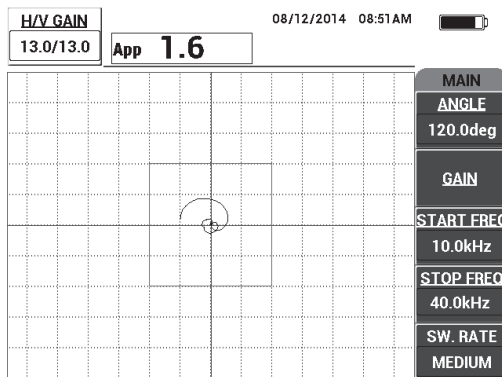 H/V GAIN
13.0/13.0
App 1.6
08/12/2014 08:51AM
MAIN
ANGLE
120.0deg
GAIN
START FREQ
10.0kHz
STOP FREQ
40.0kHz
SW. RATE
MEDIUM